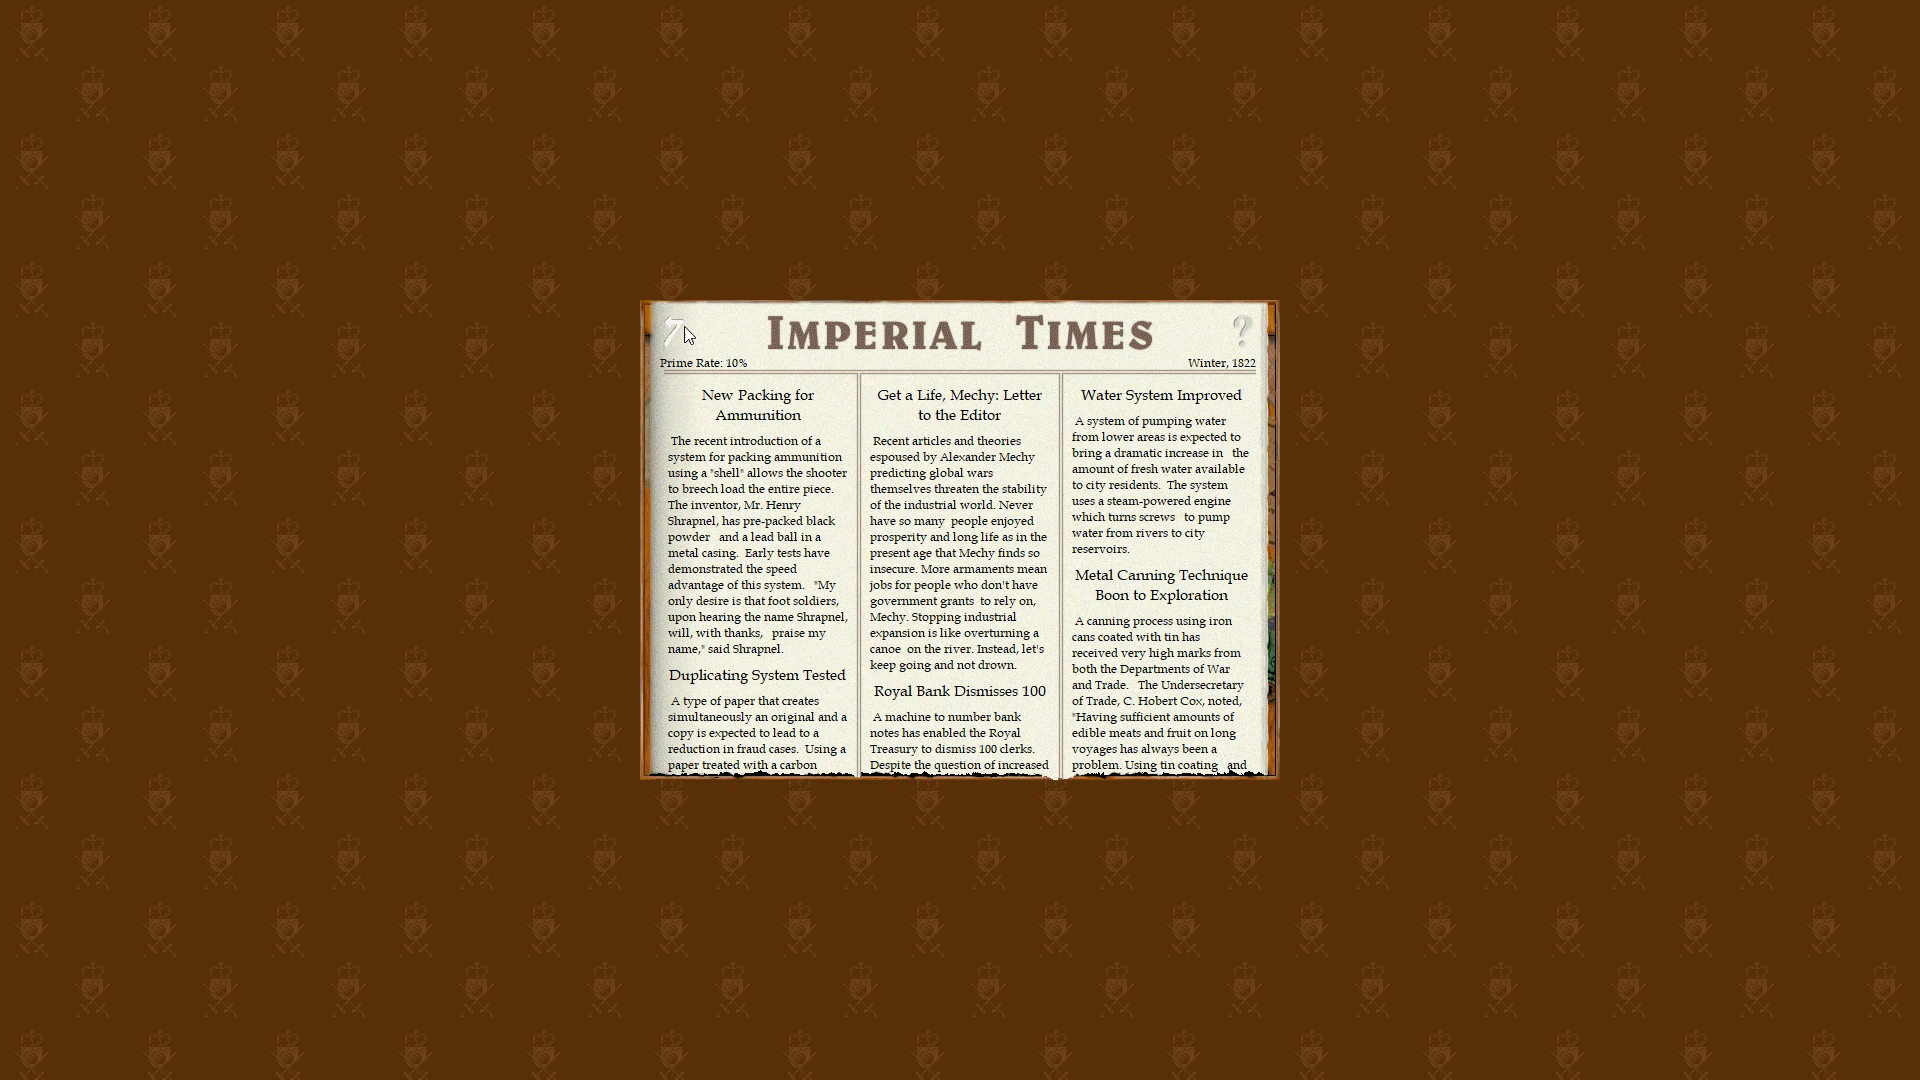 IMPERIAL TIMES
Prime Rate: 10%
Winter, 1822
New Packing for
Ammunition
The recent introduction of a
system for packing ammunition
using a "shell" allows the shooter
to breech load the entire piece.
The inventor, Mr. Henry
Shrapnel, has pre-packed black
powder and a lead ball in a
metal casing. Early tests have
demonstrated the speed
advantage of this system. "My
only desire is that foot soldiers,
upon hearing the name Shrapnel,
will, with thanks, praise my
name," said Shrapnel.
Duplicating System Tested
A type of paper that creates
simultaneously an original and a
copy is expected to lead to a
reduction in fraud cases. Using a
paper treated with a carbon
Get a Life, Mechy: Letter
to the Editor
Recent articles and theories
espoused by Alexander Mechy
predicting global wars
themselves threaten the stability
of the industrial world. Never
have so many people enjoyed
prosperity and long life as in the
present age that Mechy finds so
insecure. More armaments mean
jobs for people who don't have
government grants to rely on,
Mechy. Stopping industrial
expansion is like overturning a
canoe on the river. Instead, let's
keep going and not drown.
Royal Bank Dismisses 100
A machine to number bank
notes has enabled the Royal
Treasury to dismiss 100 clerks.
Despite the question of increased
Water System Improved
A system of pumping water
from lower areas is expected to
bring a dramatic increase in the
amount of fresh water available
to city residents. The system
uses a steam-powered engine
which turns screws to pump
water from rivers to city
reservoirs.
Metal Canning Technique
Boon to Exploration
A canning process using iron
cans coated with tin has
received very high marks from
both the Departments of War
and Trade. The Undersecretary
of Trade, C. Hobert Cox, noted,
"Having sufficient amounts of
edible meats and fruit on long
voyages has always been a
problem. Using tin coating and